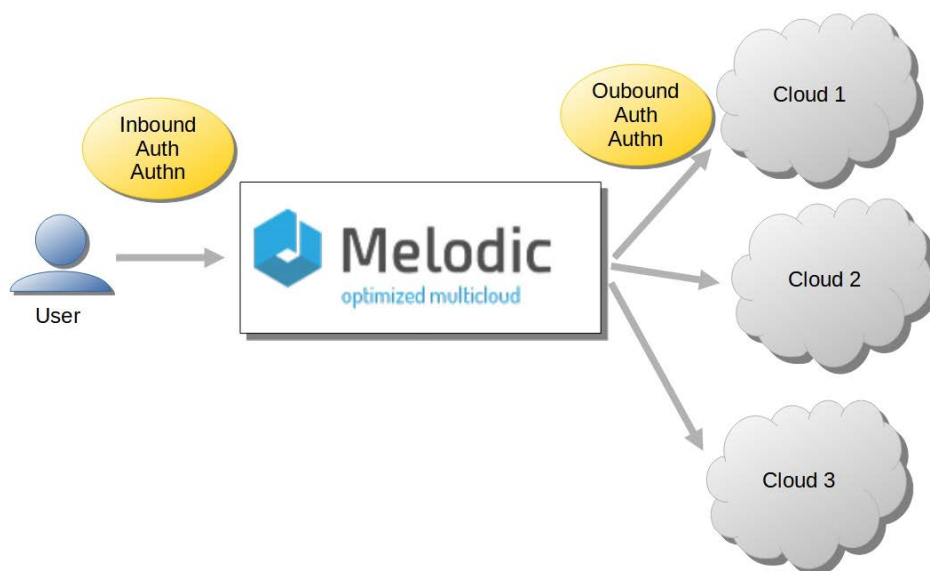 Inbound
Auth
Authn
Oubound
Auth
Authn
Cloud 1
User
Melodic
optimized multicloud
Cloud 2
Cloud 3